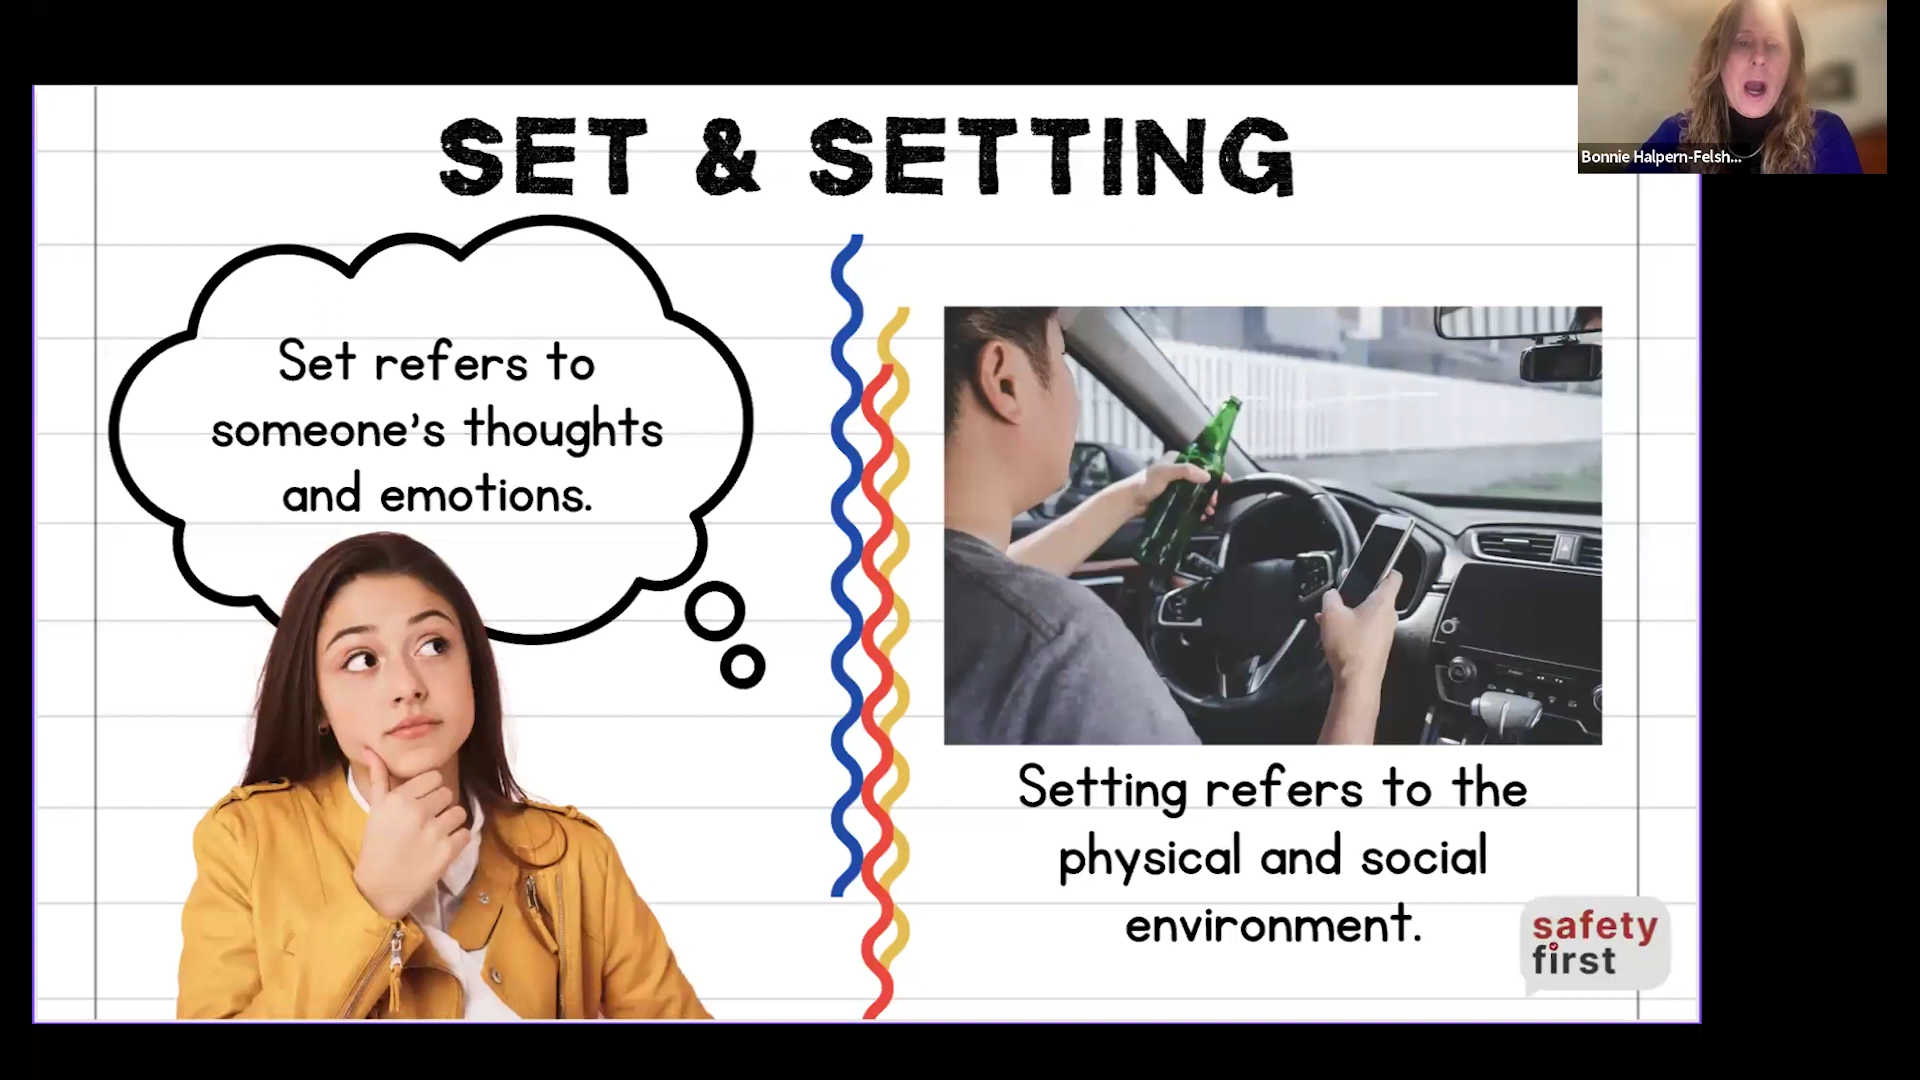 SET & SETTING
Bonnie Halpern-Felsh...
Set refers to
someone's thoughts
and emotions.
Setting refers to the
physical and social
environment.
safety
first